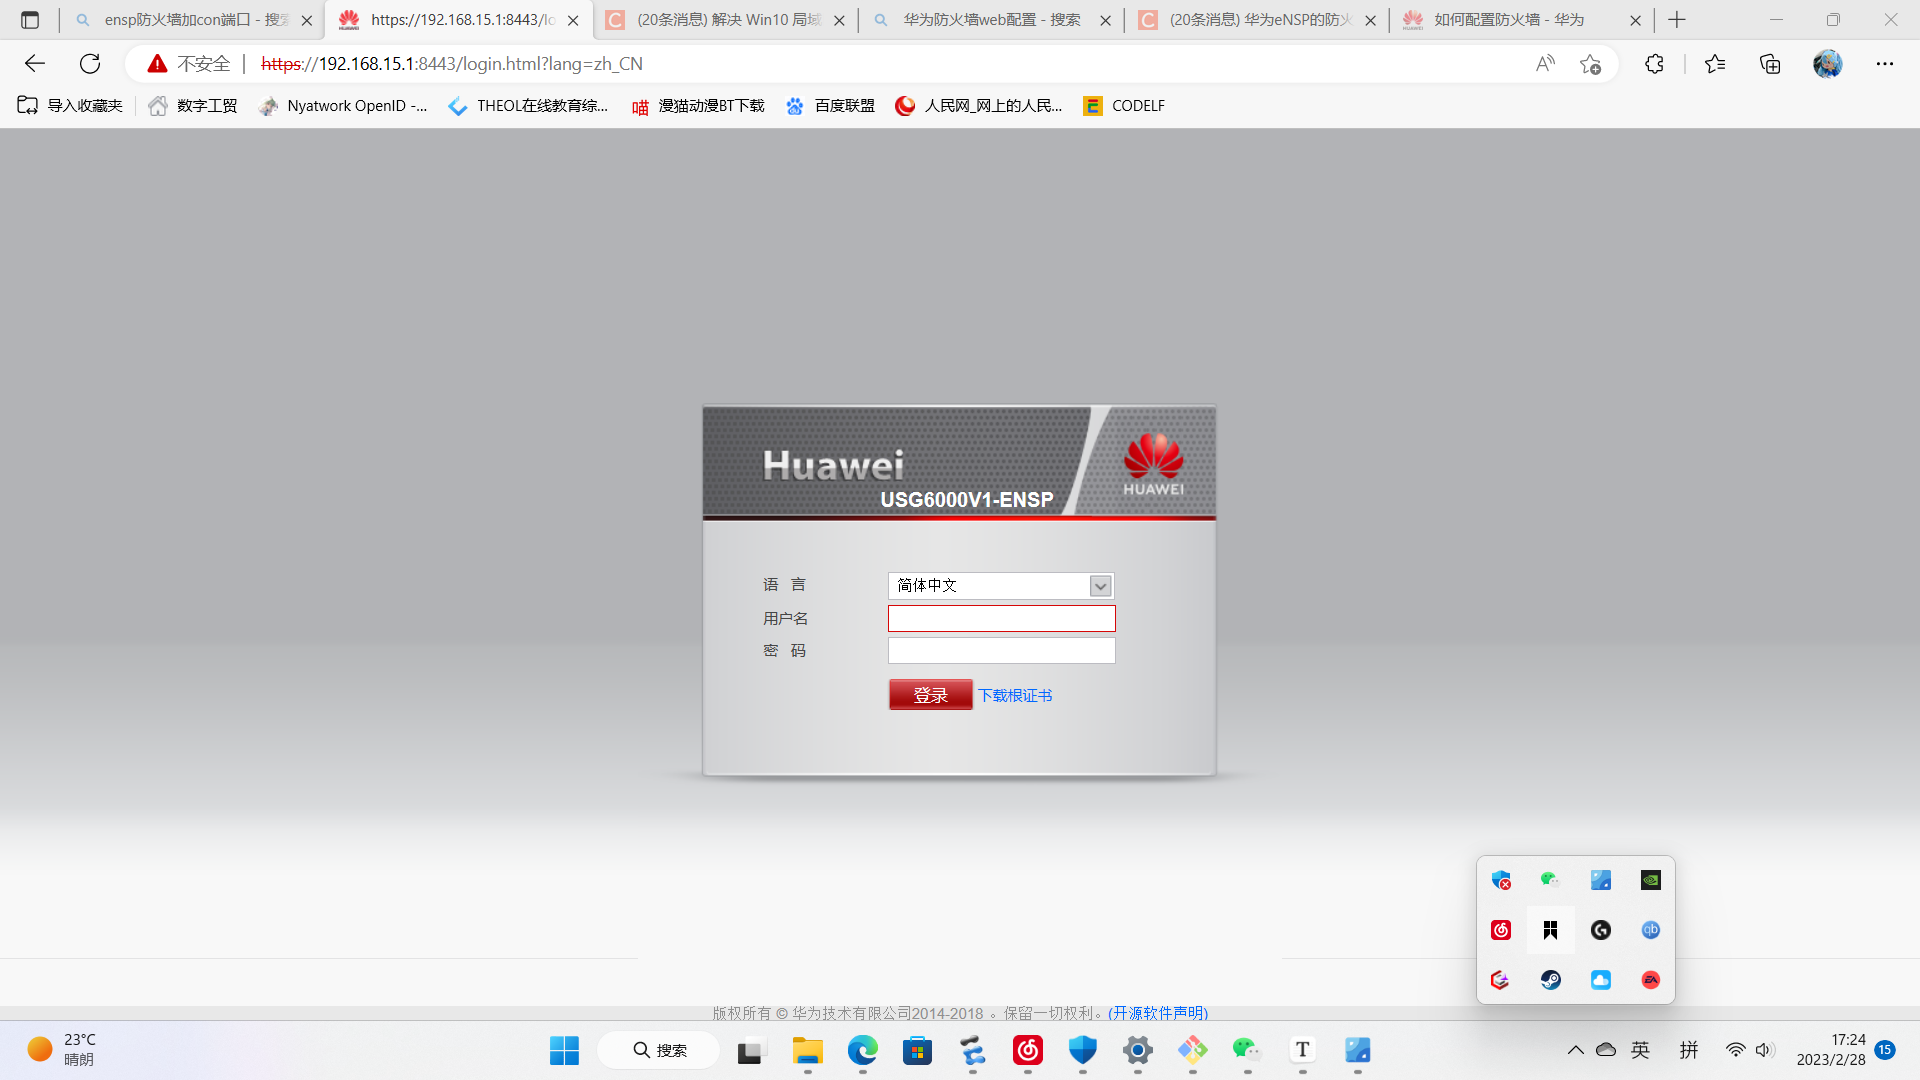 ensp防火墙加con端口 - 搜索
https://192.168.15.1:8443/lo
(20条消息) 解决 Win10 局域
华为防火墙web配置 - 搜索
(20条消息) 华为eNSP的防火
如何配置防火墙 - 华为
不安全
https://192.168.15.1:8443/login.html?lang=zh_CN
导入收藏夹
数字工贸
Nyatwork OpenID -...
THEOL在线教育综...
漫猫动漫BT下载
百度联盟
人民网_网上的人民...
CODELF
Huawei
USG6000V1-ENSP
HUAWEI
语 言
简体中文
用户名
密 码
登录
下载根证书
版权所有 © 华为技术有限公司2014-2018 。保留一切权利。(开源软件声明)
23°C
晴朗
搜索
英
拼
17:24
2023/2/28
15